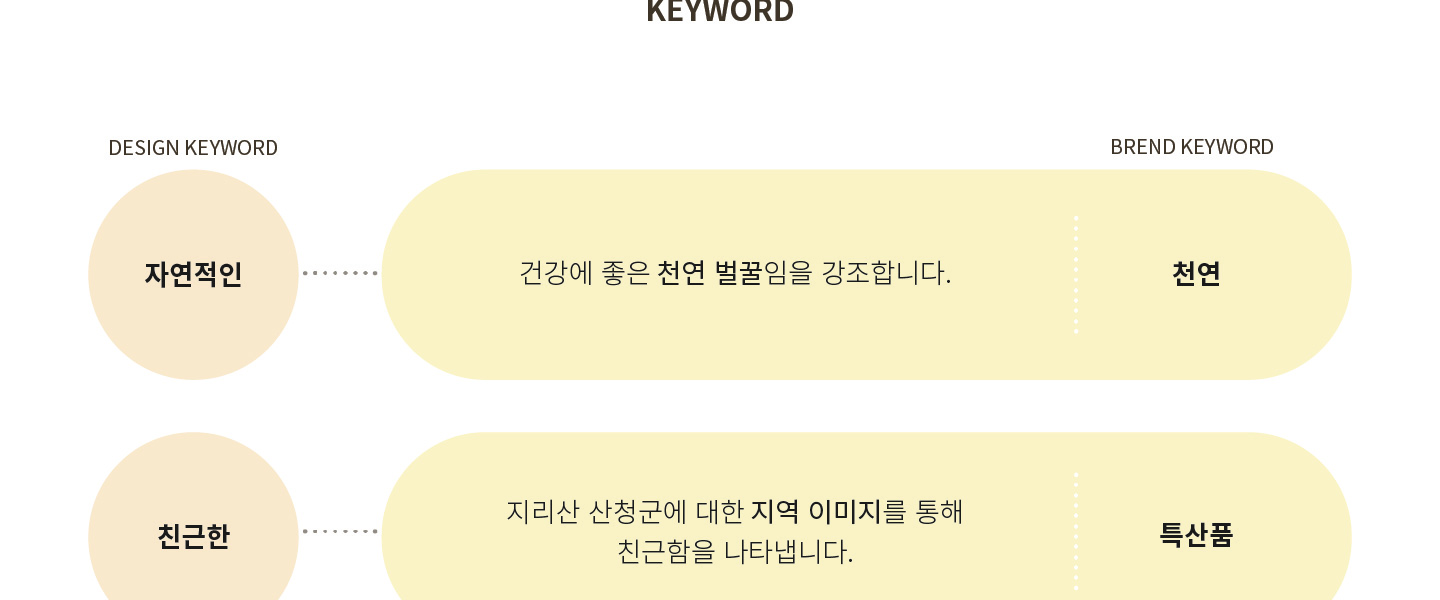 KEYWORD
DESIGN KEYWORD
BREND KEYWORD
자연적인
건강에 좋은 천연 벌꿀임을 강조합니다.
천연
친근한
지리산 산청군에 대한 지역 이미지를 통해
친근함을 나타냅니다.
특산품